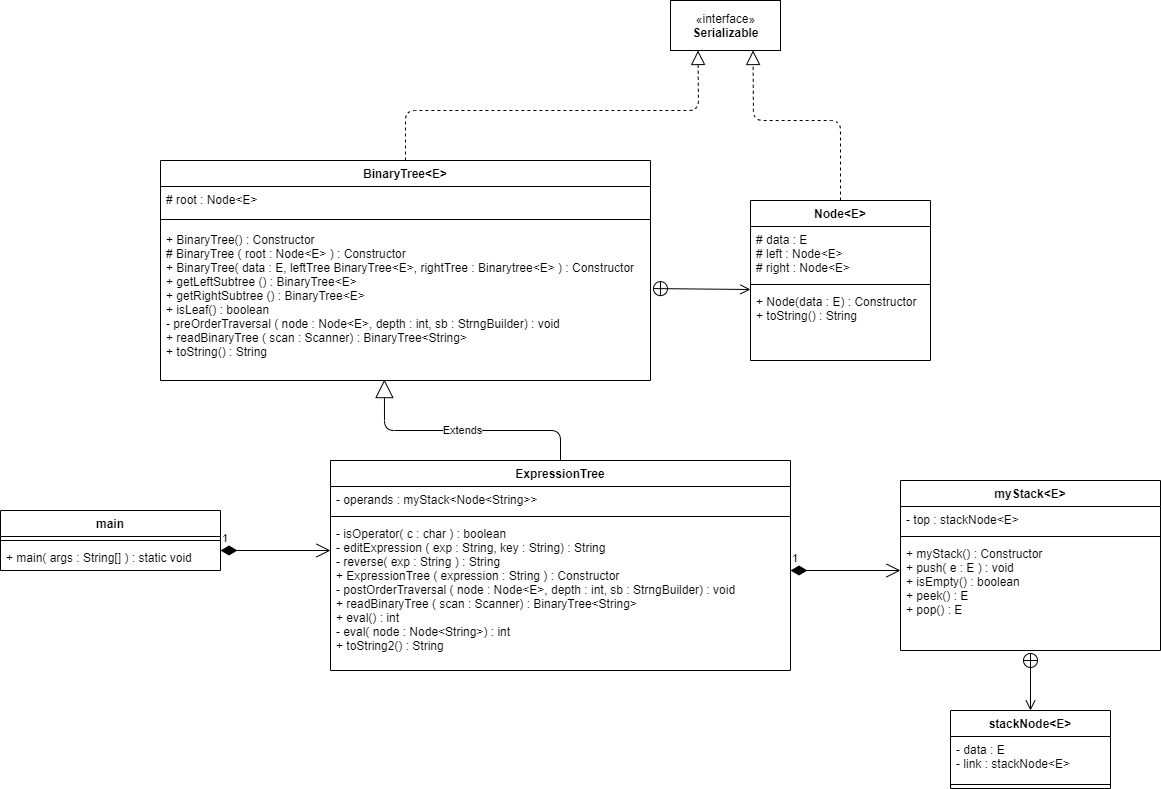 «interface»
Serializable
BinaryTree<E>
# root : Node<E>
+ BinaryTree() : Constructor
# BinaryTree ( root : Node<E> ) : Constructor
+ BinaryTree( data : E, leftTree BinaryTree<E>, rightTree : Binarytree<E> ) : Constructor
+ getLeftSubtree () : BinaryTree<E>
+ getRightSubtree () : BinaryTree<E>
+ isLeaf() : boolean
- preOrderTraversal ( node : Node<E>, depth : int, sb : StrngBuilder) : void
+ readBinaryTree ( scan : Scanner) : BinaryTree<String>
+ toString() : String
Node<E>
# data : E
# left : Node<E>
# right : Node<E>
+ Node(data : E) : Constructor
+ toString() : String
Extends
ExpressionTree
- operands : myStack<Node<String>>
- isOperator( c : char ) : boolean
- editExpression ( exp : String, key : String) : String
- reverse( exp : String ) : String
+ ExpressionTree ( expression : String ) : Constructor
- postOrderTraversal ( node : Node<E>, depth : int, sb : StrngBuilder) : void
+ readBinaryTree ( scan : Scanner) : BinaryTree<String>
+ eval() : int
- eval( node : Node<String>) : int
+ toString2() : String
main
+ main( args : String[] ) : static void
1
1
myStack<E>
- top : stackNode<E>
+ myStack() : Constructor
+ push( e : E ) : void
+ isEmpty() : boolean
+ peek() : E
+ pop() : E
stackNode<E>
- data : E
- link : stackNode<E>